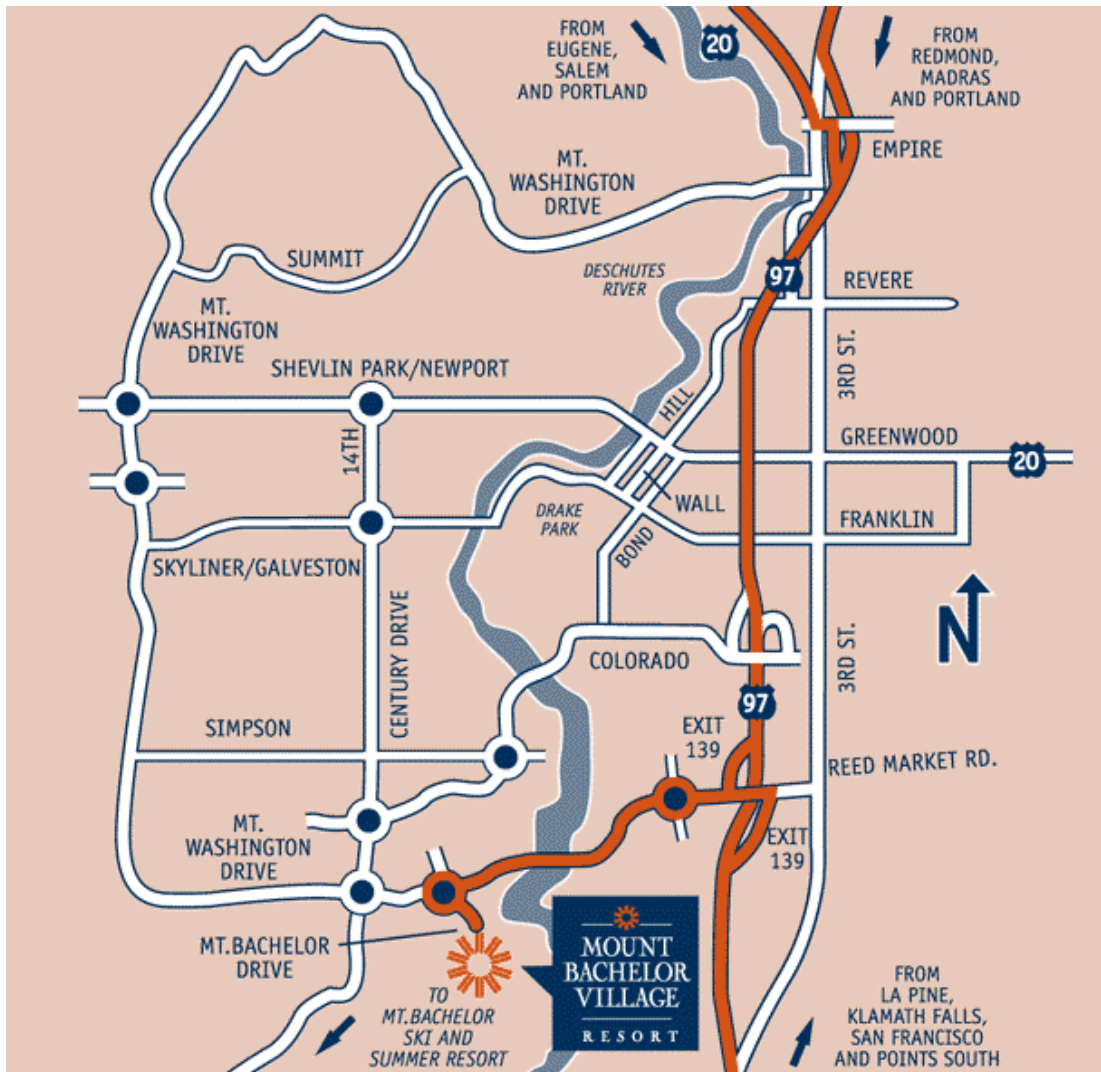 FROM
EUGENE,
SALEM
AND PORTLAND
20
FROM
REDMOND,
MADRAS
AND PORTLAND
EMPIRE
MT.
WASHINGTON
DRIVE
SUMMIT
DESCHUTES
RIVER
97
REVERE
MT.
WASHINGTON
DRIVE
SHEVLIN PARK/NEWPORT
3RD ST.
HILL
14TH
GREENWOOD
20
WALL
DRAKE
PARK
FRANKLIN
BOND
SKYLINER/GALVESTON
N
CENTURY DRIVE
COLORADO
3RD ST.
97
SIMPSON
EXIT
139
REED MARKET RD.
MT.
WASHINGTON
DRIVE
EXIT
139
MT.BACHELOR
DRIVE
MOUNT
BACHELOR
VILLAGE
RESORT
TO
MT.BACHELOR
SKI AND
SUMMER RESORT
FROM
LA PINE,
KLAMATH FALLS,
SAN FRANCISCO
AND POINTS SOUTH